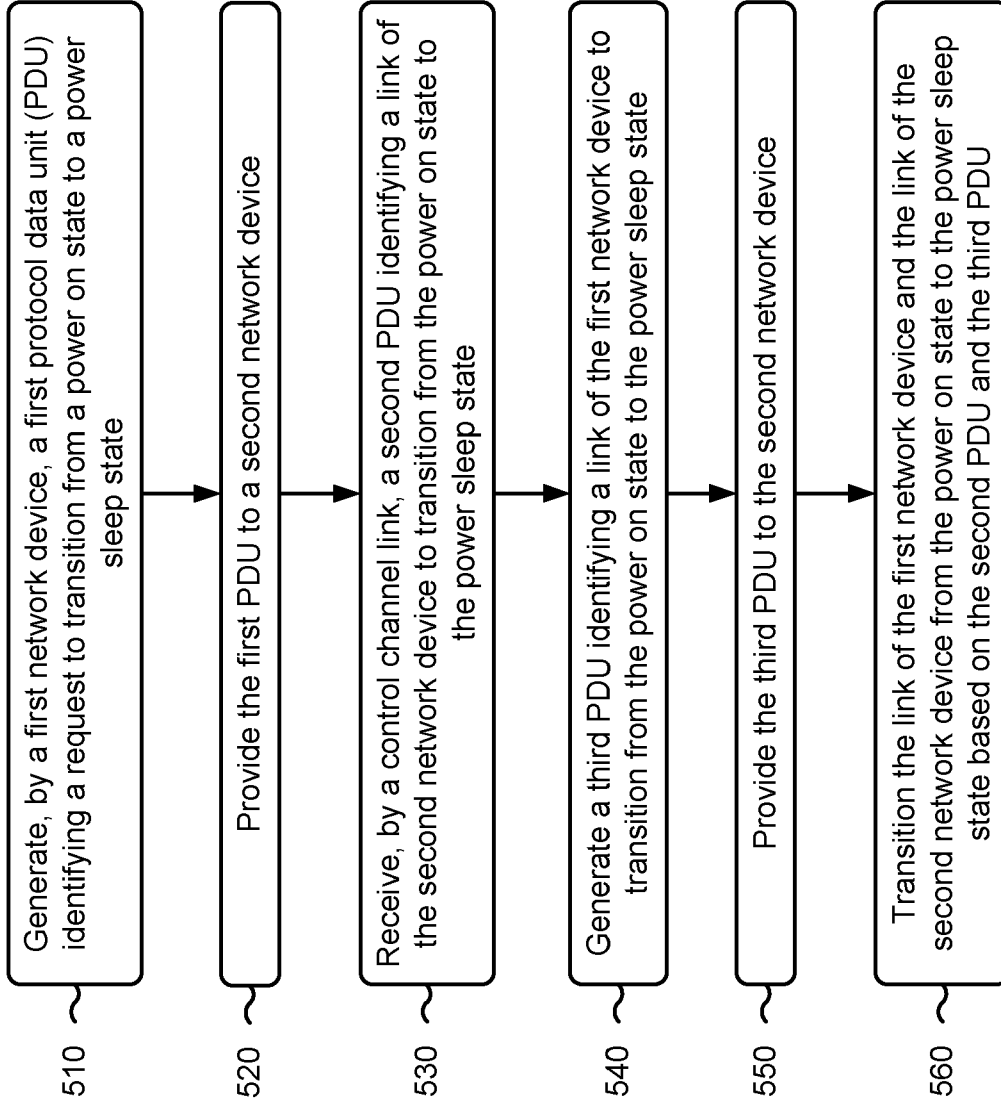 510
Generate, by a first network device, a first protocol data unit (PDU)
identifying a request to transition from a power on state to a power
sleep state
520
Provide the first PDU to a second network device
530
Receive, by a control channel link, a second PDU identifying a link of
the second network device to transition from the power on state to
the power sleep state
540
Generate a third PDU identifying a link of the first network device to
transition from the power on state to the power sleep state
550
Provide the third PDU to the second network device
560
Transition the link of the first network device and the link of the
second network device from the power on state to the power sleep
state based on the second PDU and the third PDU